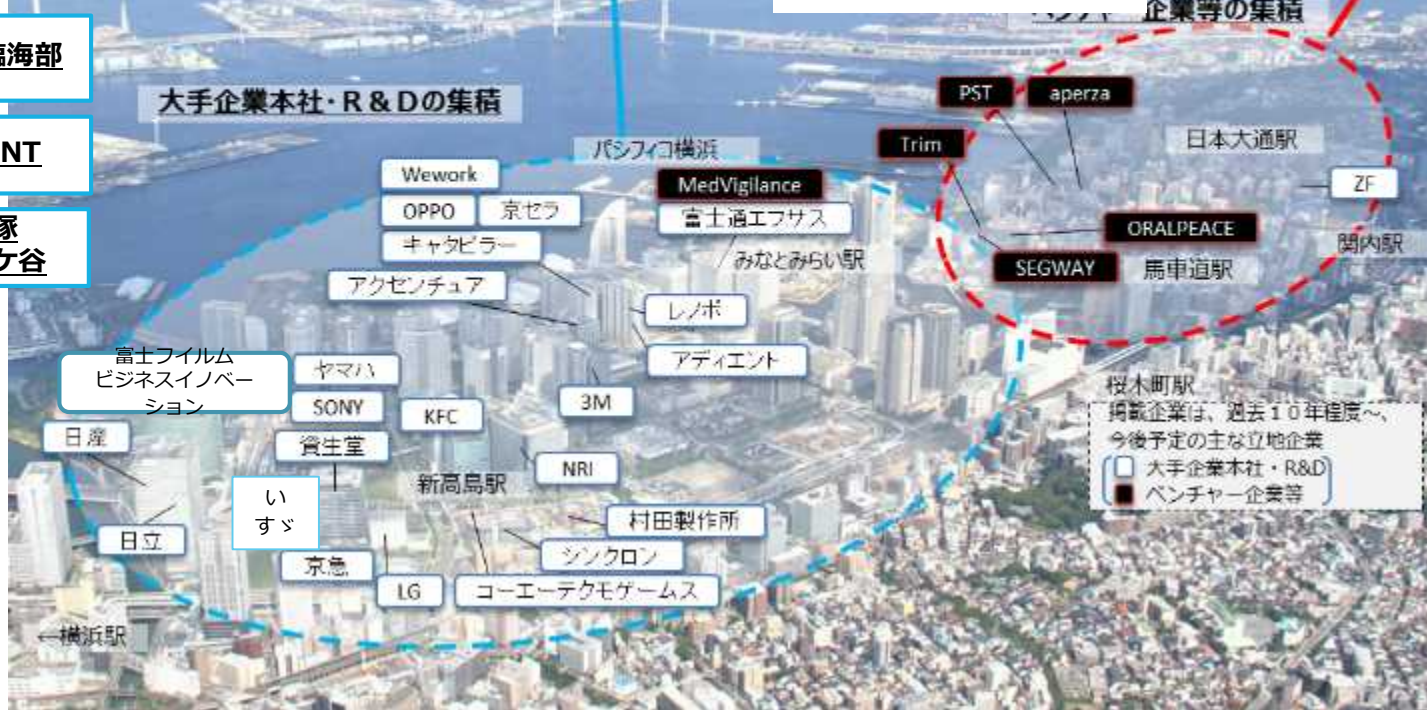 臨海部
NT
塚
ケ谷
大手企業本社・R&Dの集積
ベンチャー企業等の集積
PST
aperza
Trim
日本大通駅
ZF
ORALPEACE
関内駅
SEGWAY
馬車道駅
パシフィコ横浜
Wework
MedVigilance
OPPO
京セラ
富士通エフサス
キャタピラー
みなとみらい駅
アクセンチュア
レノボ
アディエント
富士フイルム
ビジネスイノベー
ション
ヤマハ
SONY
KFC
3M
日産
資生堂
NRI
新高島駅
い
すゞ
村田製作所
日立
シンクロン
京急
LG
コーエーテクモゲームス
←横浜駅
桜木町駅
掲載企業は、過去10年程度～、
今後予定の主な立地企業
大手企業本社・R&D
ベンチャー企業等